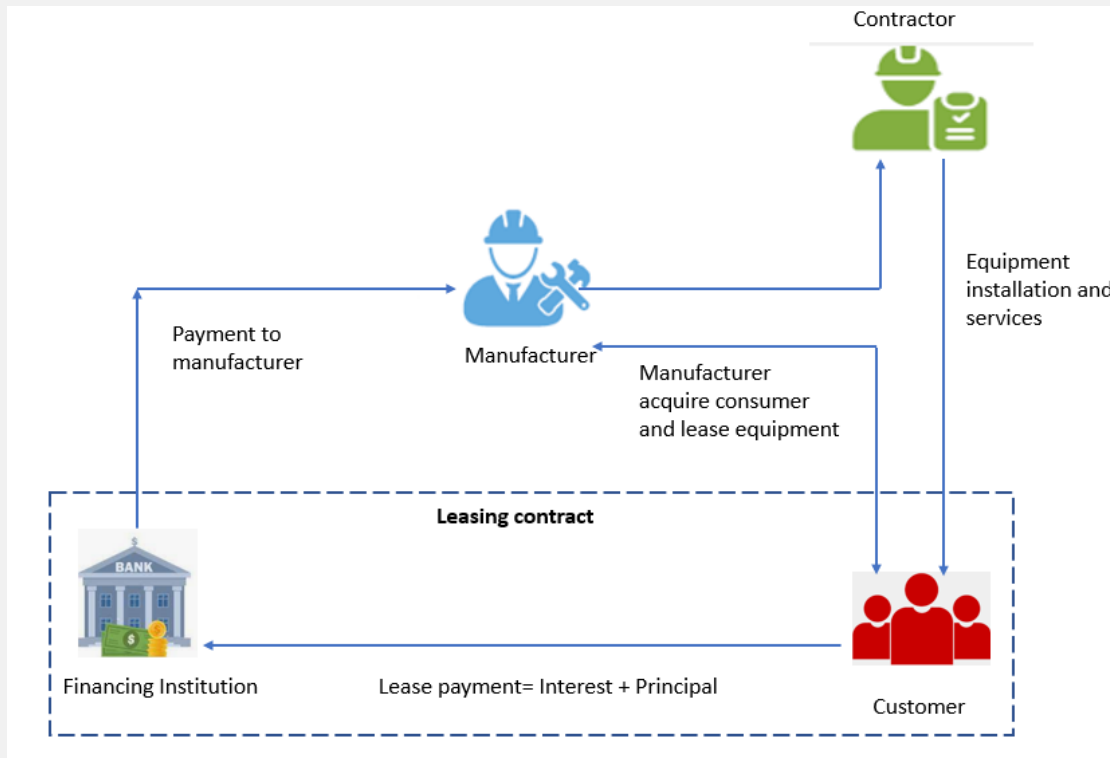 Contractor
Equipment
installation and
services
Payment to
manufacturer
Manufacturer
Manufacturer
acquire consumer
and lease equipment
Leasing contract
$
BANK
$
$
Financing Institution
Lease payment= Interest + Principal
Customer